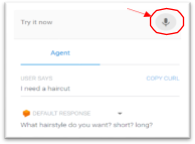 Try it now
Agent
USER SAYS
COPY CURL
I need a haircut
DEFAULT RESPONSE
What hairstyle do you want? short? long?